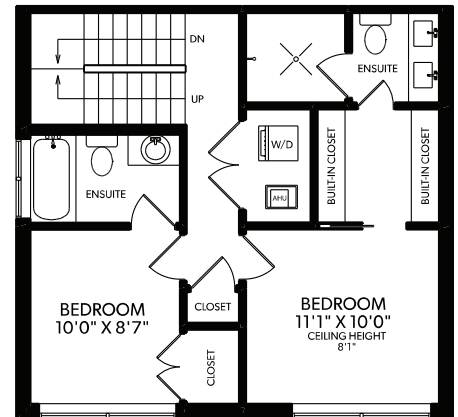 DN
UP
ENSUITE
W/D
AHU
BUILT-IN CLOSET
BUILT-IN CLOSET
ENSUITE
BEDROOM
10'0" X 8'7"
CLOSET
CLOSET
BEDROOM
11'1" X 10'0"
CEILING HEIGHT
8'1"